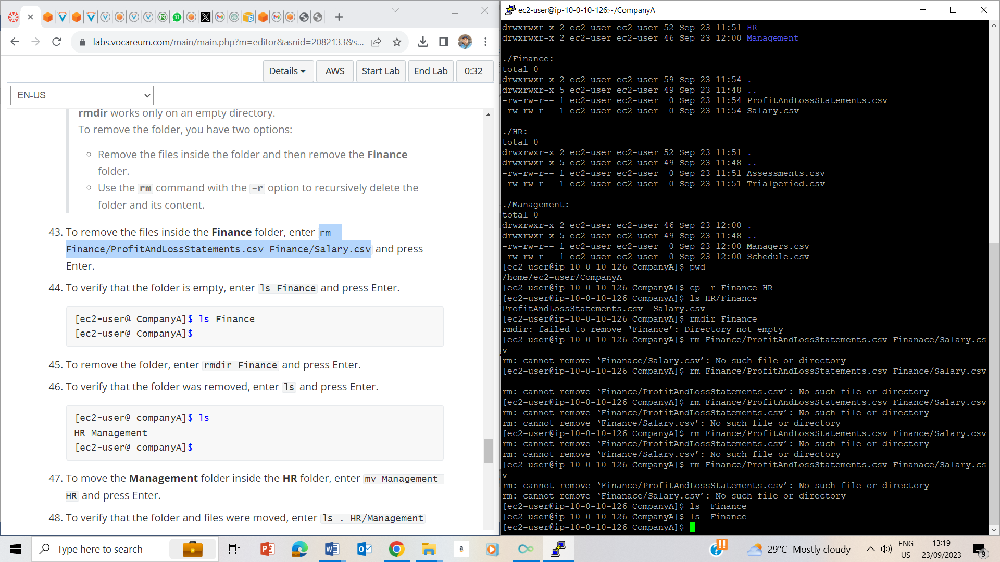 labs.vocareum.com/main/main.php?m=editor&asnid=2082133&s...
Details
AWS
Start Lab
End Lab
0:32
EN-US
rmdir works only on an empty directory.
To remove the folder, you have two options:
Remove the files inside the folder and then remove the Finance
folder.
Use the rm command with the -r option to recursively delete the
folder and its content.
43. To remove the files inside the Finance folder, enter rm
Finance/ProfitAndLossStatements.csv Finance/Salary.csv and press
Enter.
44. To verify that the folder is empty, enter ls Finance and press Enter.
[ec2-user@ CompanyA]$ ls Finance
[ec2-user@ CompanyA]$
45. To remove the folder, enter rmdir Finance and press Enter.
46. To verify that the folder was removed, enter ls and press Enter.
[ec2-user@ companyA]$ ls
HR Management
[ec2-user@ companyA]$
47. To move the Management folder inside the HR folder, enter mv Management
HR and press Enter.
48. To verify that the folder and files were moved, enter ls . HR/Management
ec2-user@ip-10-0-10-126:~/CompanyA
drwxrwxr-x 2 ec2-user ec2-user 52 Sep 23 11:51 HR
drwxrwxr-x 2 ec2-user ec2-user 46 Sep 23 12:00 Management
./Finance:
total 0
drwxrwxr-x 2 ec2-user ec2-user 59 Sep 23 11:54 .
drwxrwxr-x 5 ec2-user ec2-user 49 Sep 23 11:48 ..
-rw-rw-r-- 1 ec2-user ec2-user  0 Sep 23 11:54 ProfitAndLossStatements.csv
-rw-rw-r-- 1 ec2-user ec2-user  0 Sep 23 11:54 Salary.csv
./HR:
total 0
drwxrwxr-x 2 ec2-user ec2-user 52 Sep 23 11:51 .
drwxrwxr-x 5 ec2-user ec2-user 49 Sep 23 11:48 ..
-rw-rw-r-- 1 ec2-user ec2-user  0 Sep 23 11:51 Assessments.csv
-rw-rw-r-- 1 ec2-user ec2-user  0 Sep 23 11:51 Trialperiod.csv
./Management:
total 0
drwxrwxr-x 2 ec2-user ec2-user 46 Sep 23 12:00 .
drwxrwxr-x 5 ec2-user ec2-user 49 Sep 23 11:48 ..
-rw-rw-r-- 1 ec2-user ec2-user  0 Sep 23 12:00 Managers.csv
-rw-rw-r-- 1 ec2-user ec2-user  0 Sep 23 12:00 Schedule.csv
[ec2-user@ip-10-0-10-126 CompanyA]$ pwd
/home/ec2-user/CompanyA
[ec2-user@ip-10-0-10-126 CompanyA]$ cp -r Finance HR
[ec2-user@ip-10-0-10-126 CompanyA]$ ls HR/Finance
ProfitAndLossStatements.csv  Salary.csv
[ec2-user@ip-10-0-10-126 CompanyA]$ rmdir Finance
rmdir: failed to remove ‘Finance’: Directory not empty
[ec2-user@ip-10-0-10-126 CompanyA]$ rm Finance/ProfitAndLossStatements.csv Finanace/Salary.cs
v
rm: cannot remove ‘Finanace/Salary.csv’: No such file or directory
[ec2-user@ip-10-0-10-126 CompanyA]$ rm Finance/ProfitAndLossStatements.csv Finance/Salary.csv
rm: cannot remove ‘Finance/ProfitAndLossStatements.csv’: No such file or directory
[ec2-user@ip-10-0-10-126 CompanyA]$ rm Finance/ProfitAndLossStatements.csv Finance/Salary.csv
rm: cannot remove ‘Finance/ProfitAndLossStatements.csv’: No such file or directory
rm: cannot remove ‘Finance/Salary.csv’: No such file or directory
[ec2-user@ip-10-0-10-126 CompanyA]$ rm Finance/ProfitAndLossStatements.csv Finance/Salary.csv
rm: cannot remove ‘Finance/ProfitAndLossStatements.csv’: No such file or directory
rm: cannot remove ‘Finance/Salary.csv’: No such file or directory
[ec2-user@ip-10-0-10-126 CompanyA]$ rm Finance/ProfitAndLossStatements.csv Finanace/Salary.cs
v
rm: cannot remove ‘Finance/ProfitAndLossStatements.csv’: No such file or directory
rm: cannot remove ‘Finanace/Salary.csv’: No such file or directory
[ec2-user@ip-10-0-10-126 CompanyA]$ ls  Finance
[ec2-user@ip-10-0-10-126 CompanyA]$ ls  Finance
[ec2-user@ip-10-0-10-126 CompanyA]$
Type here to search
29°C Mostly cloudy
ENG
US
13:19
23/09/2023
9